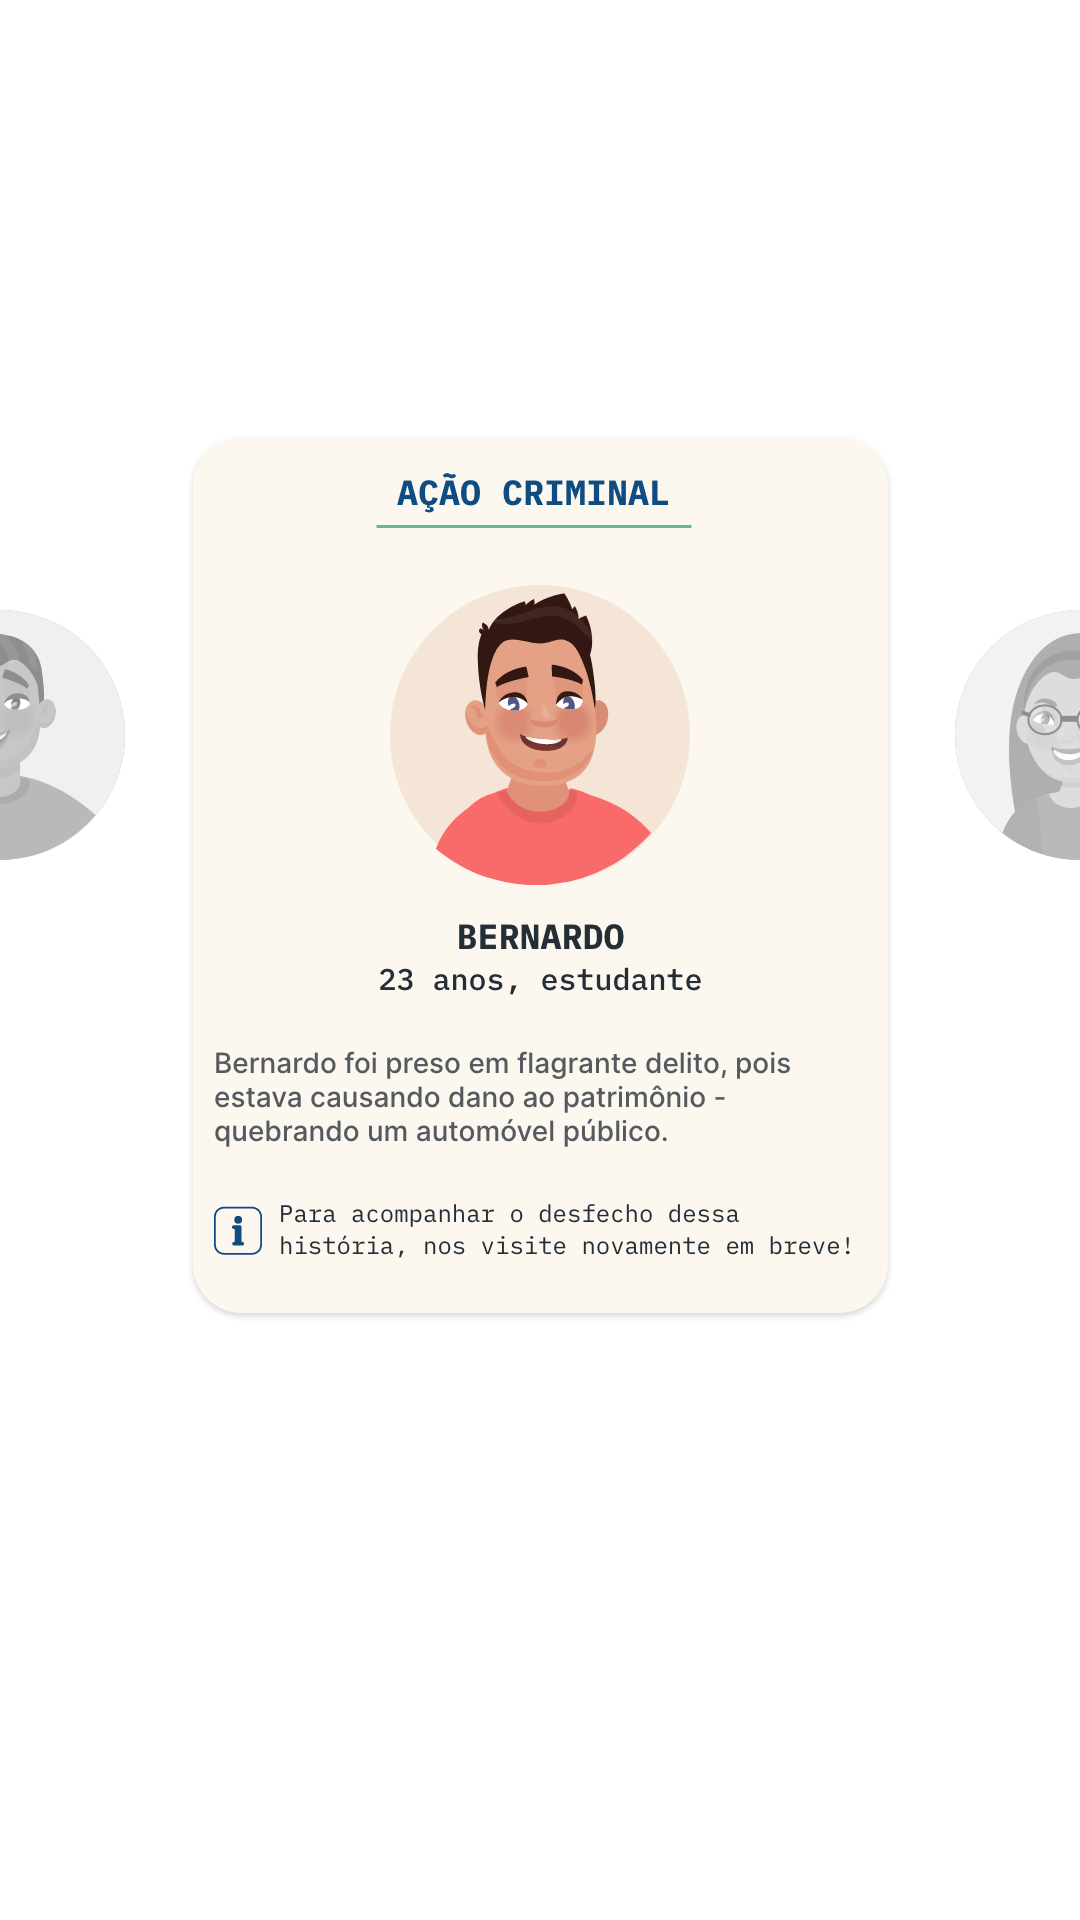 AÇÃO CRIMINAL
BERNARDO
23 anos, estudante
Bernardo foi preso em flagrante delito, pois
estava causando dano ao patrimônio -
quebrando um automóvel público.
Para acompanhar o desfecho dessa
história, nos visite novamente em breve!